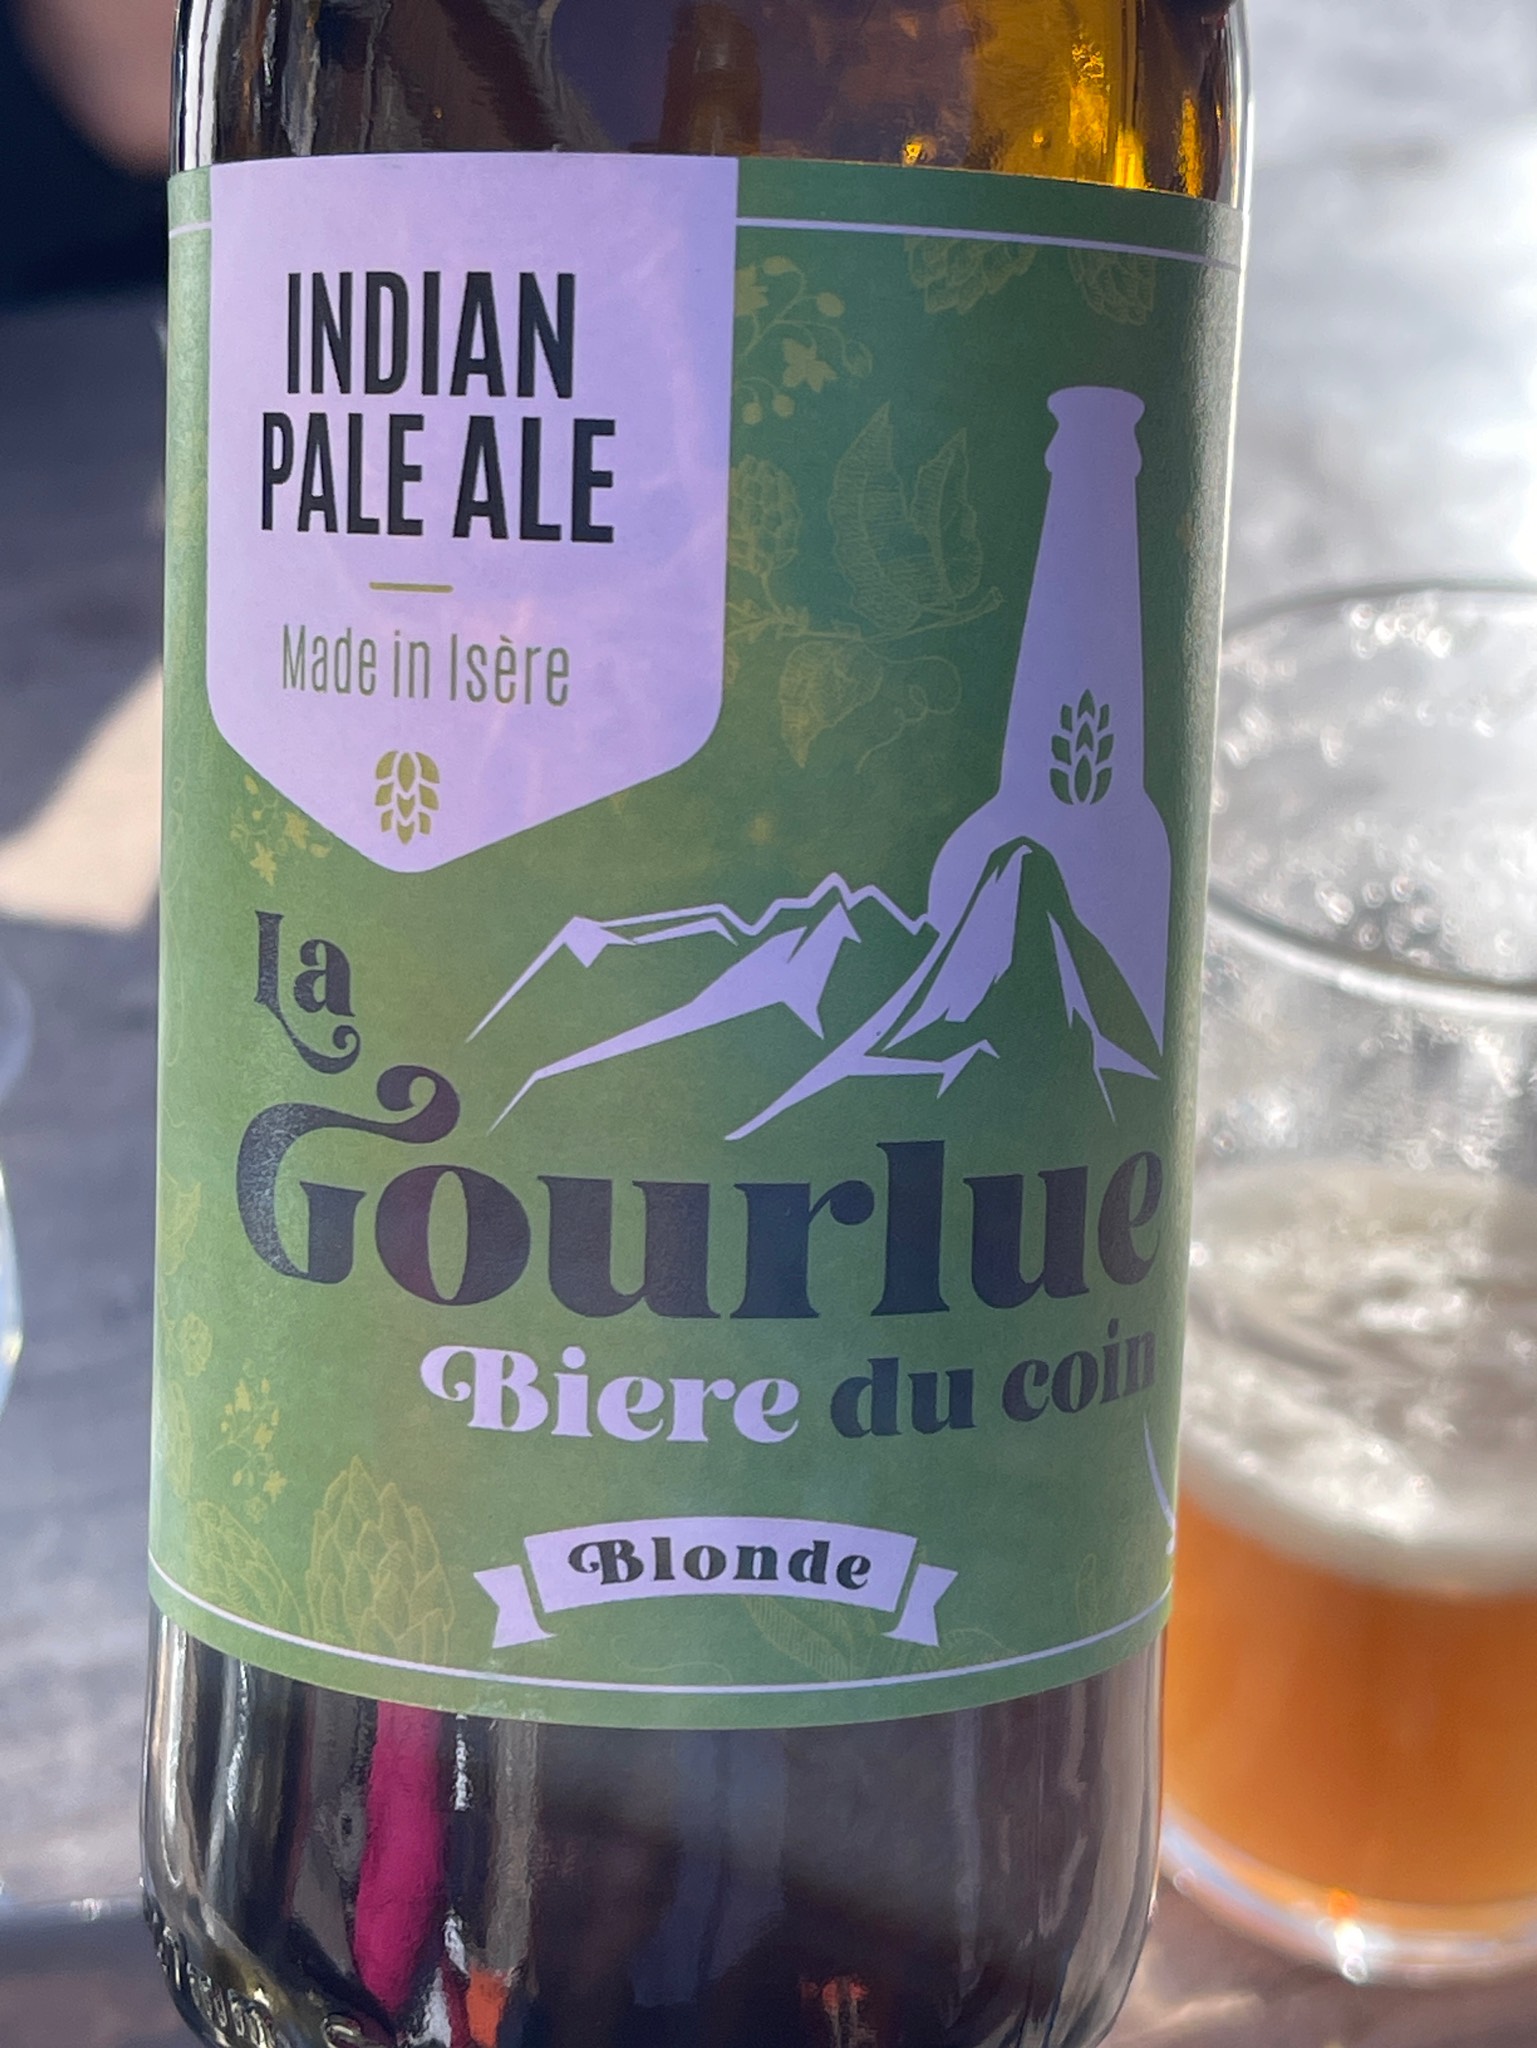 INDIAN
PALE ALE
Made in Isère
La
Gourlue
Biere du coin
Blonde